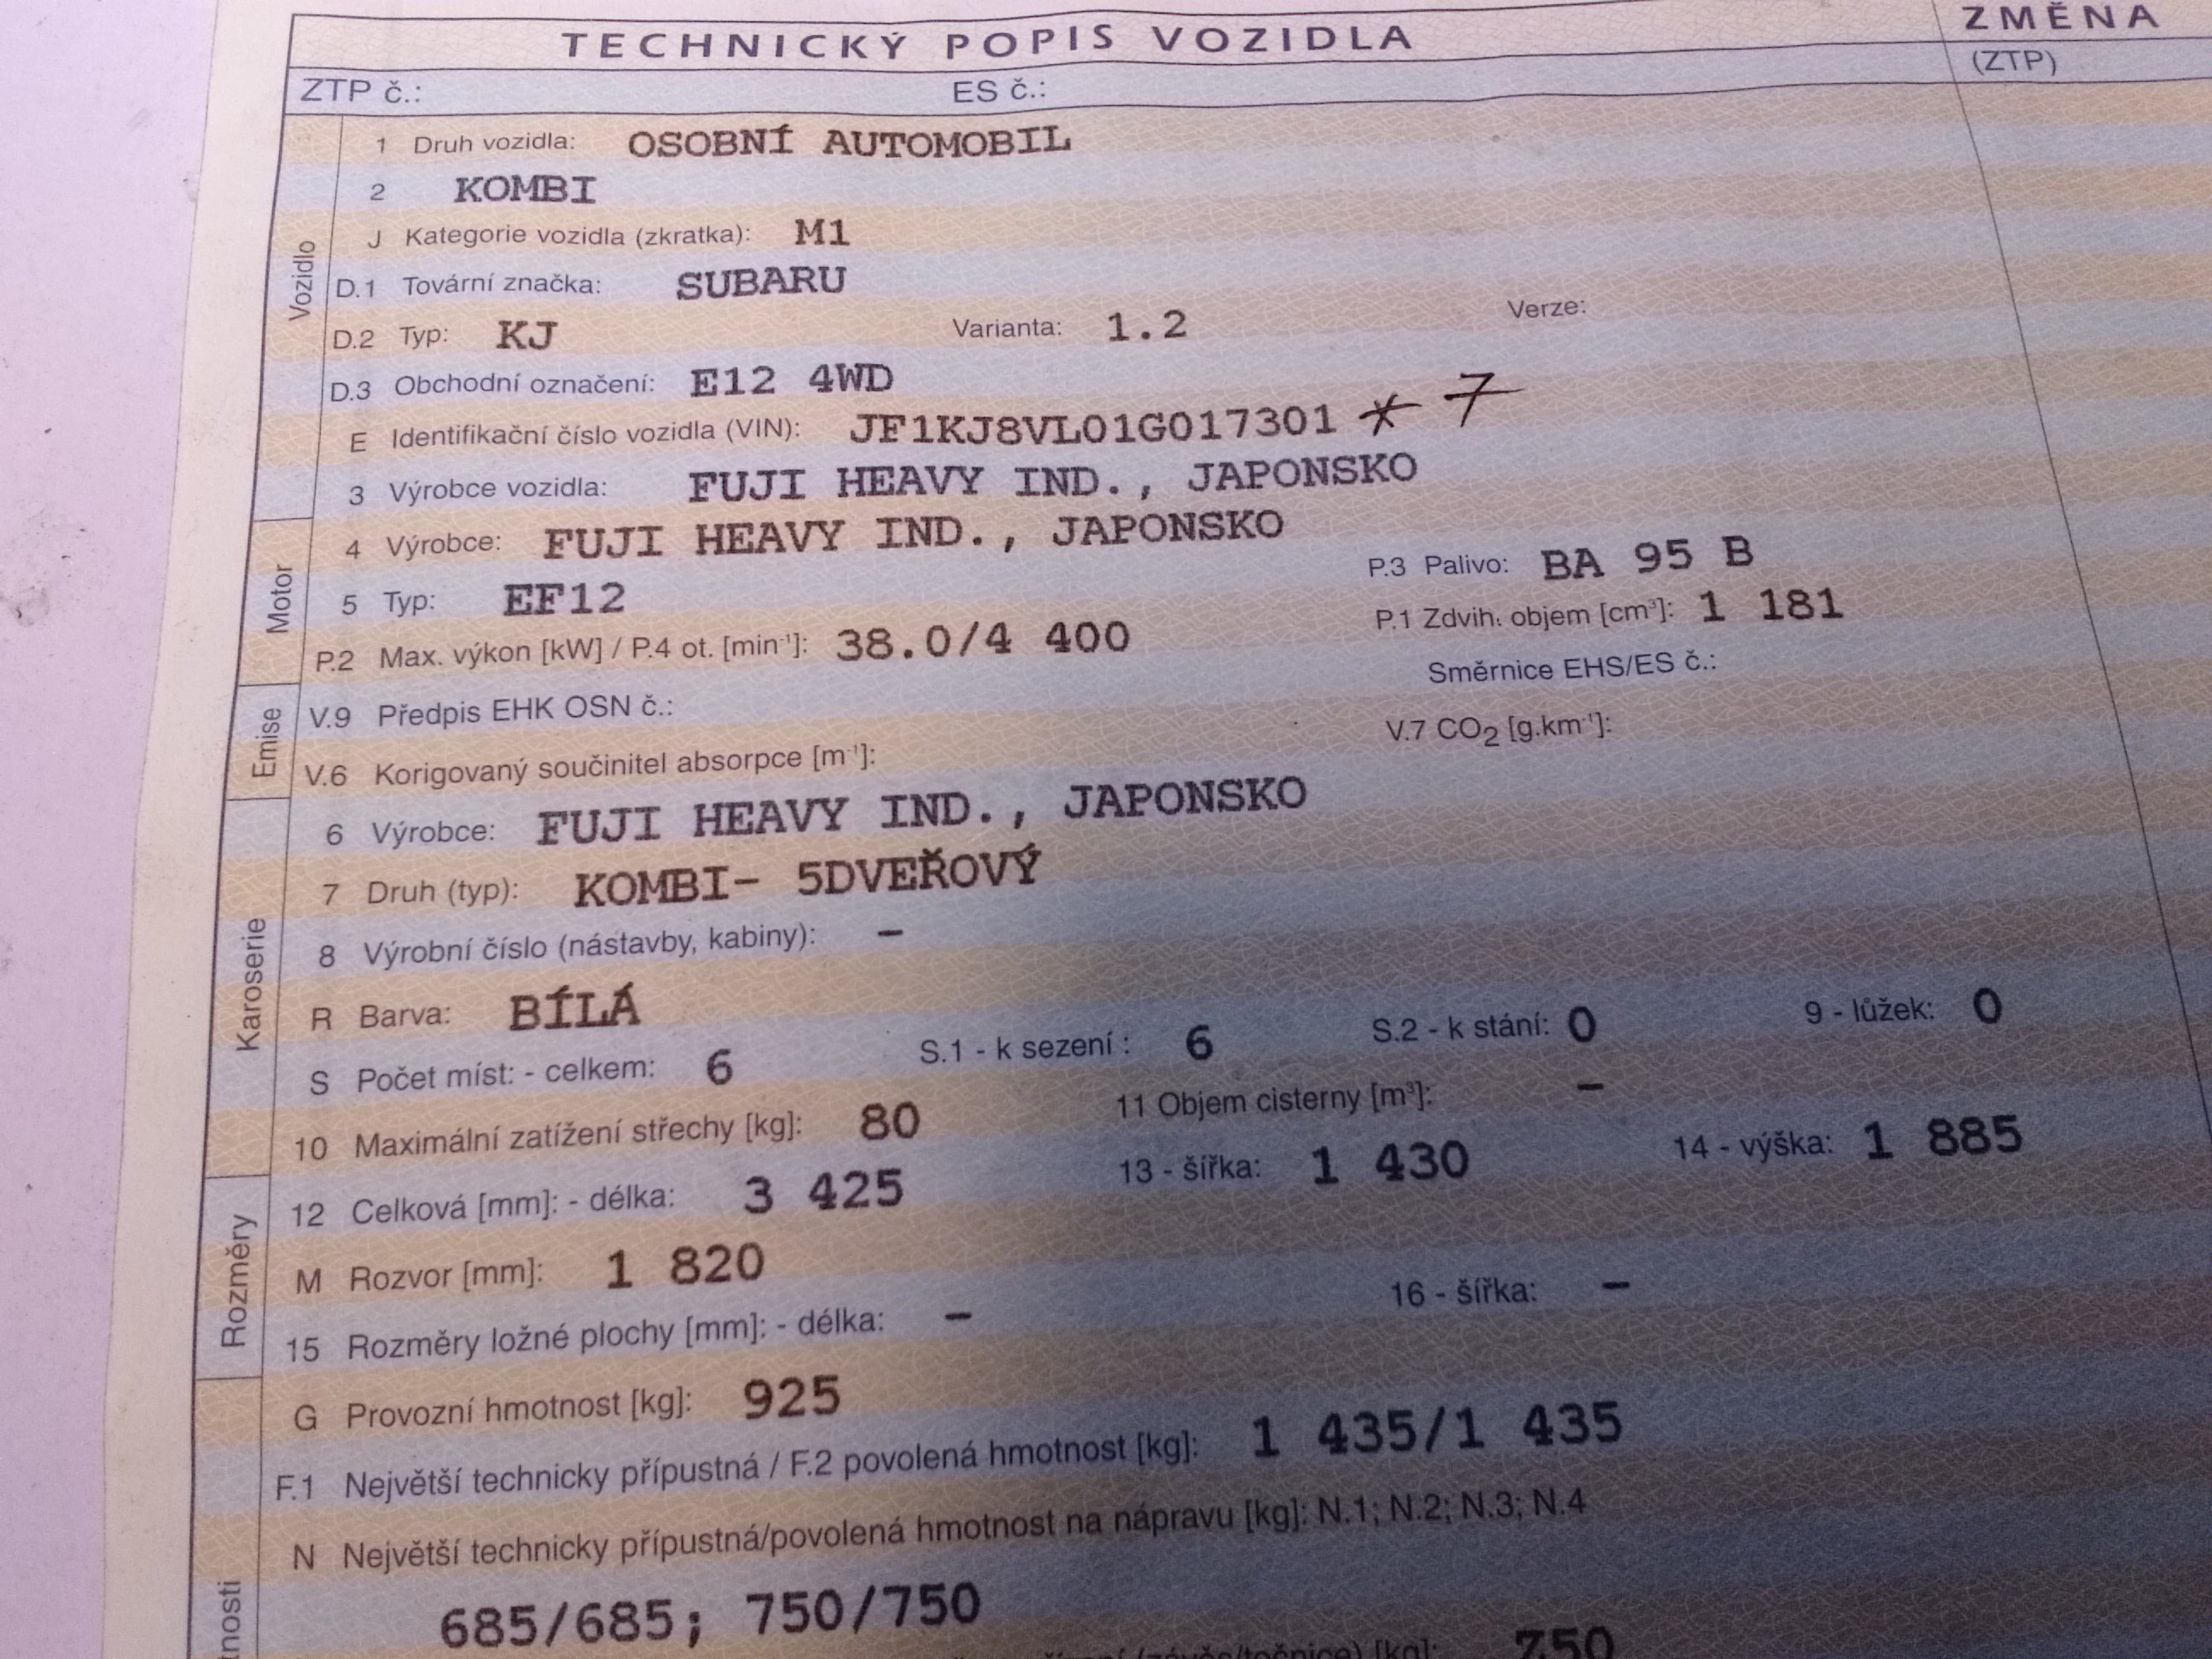 TECHNICKÝ POPIS VOZIDLA ZMĚNA
ZTP č.: ES č.: (ZTP)
Vozidlo
1 Druh vozidla: OSOBNÍ AUTOMOBIL
2 KOMBI
J Kategorie vozidla (zkratka): M1
D.1 Tovární značka: SUBARU
D.2 Typ: KJ Varianta: 1.2 Verze:
D.3 Obchodní označení: E12 4WD
E Identifikační číslo vozidla (VIN): JF1KJ8VL01G017301 * 7
3 Výrobce vozidla: FUJI HEAVY IND., JAPONSKO
Motor
4 Výrobce: FUJI HEAVY IND., JAPONSKO
5 Typ: EF12 P.3 Palivo: BA 95 B
P.2 Max. výkon [kW] / P.4 ot. [min⁻¹]: 38.0/4 400 P.1 Zdvih. objem [cm³]: 1 181
Emise
V.9 Předpis EHK OSN č.: Směrnice EHS/ES č.:
V.6 Korigovaný součinitel absorpce [m⁻¹]: V.7 CO₂ [g.km⁻¹]:
Karoserie
6 Výrobce: FUJI HEAVY IND., JAPONSKO
7 Druh (typ): KOMBI- 5DVEŘOVÝ
8 Výrobní číslo (nástavby, kabiny): -
R Barva: BÍLÁ
S Počet míst: - celkem: 6 S.1 - k sezení : 6 S.2 - k stání: 0 9 - lůžek: 0
10 Maximální zatížení střechy [kg]: 80 11 Objem cisterny [m³]: -
Rozměry
12 Celková [mm]: - délka: 3 425 13 - šířka: 1 430 14 - výška: 1 885
M Rozvor [mm]: 1 820
15 Rozměry ložné plochy [mm]: - délka: - 16 - šířka: -
G Provozní hmotnost [kg]: 925
F.1 Největší technicky přípustná / F.2 povolená hmotnost [kg]: 1 435/1 435
N Největší technicky přípustná/povolená hmotnost na nápravu [kg]: N.1; N.2; N.3; N.4
685/685; 750/750
[kg]: